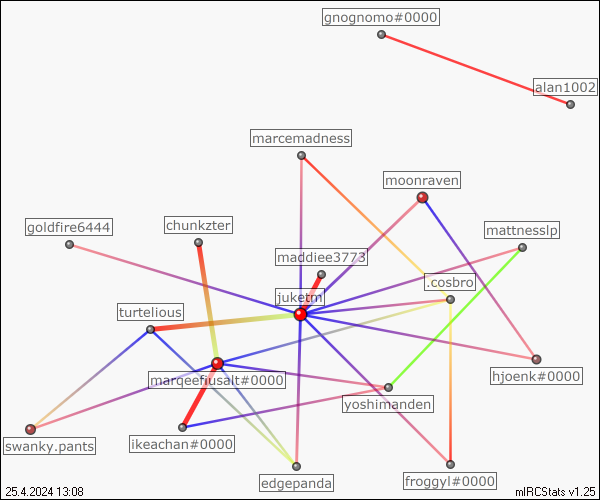 gnognomo#0000
alan1002
marcemadness
moonraven
goldfire6444
chunkzter
mattnesslp
maddiee3773
.cosbro
juketm
turtelious
marqeefiusalt#0000
hjoenk#0000
yoshimanden
swanky.pants
ikeachan#0000
edgepanda
froggyl#0000
25.4.2024 13:08
mIRCStats v1.25